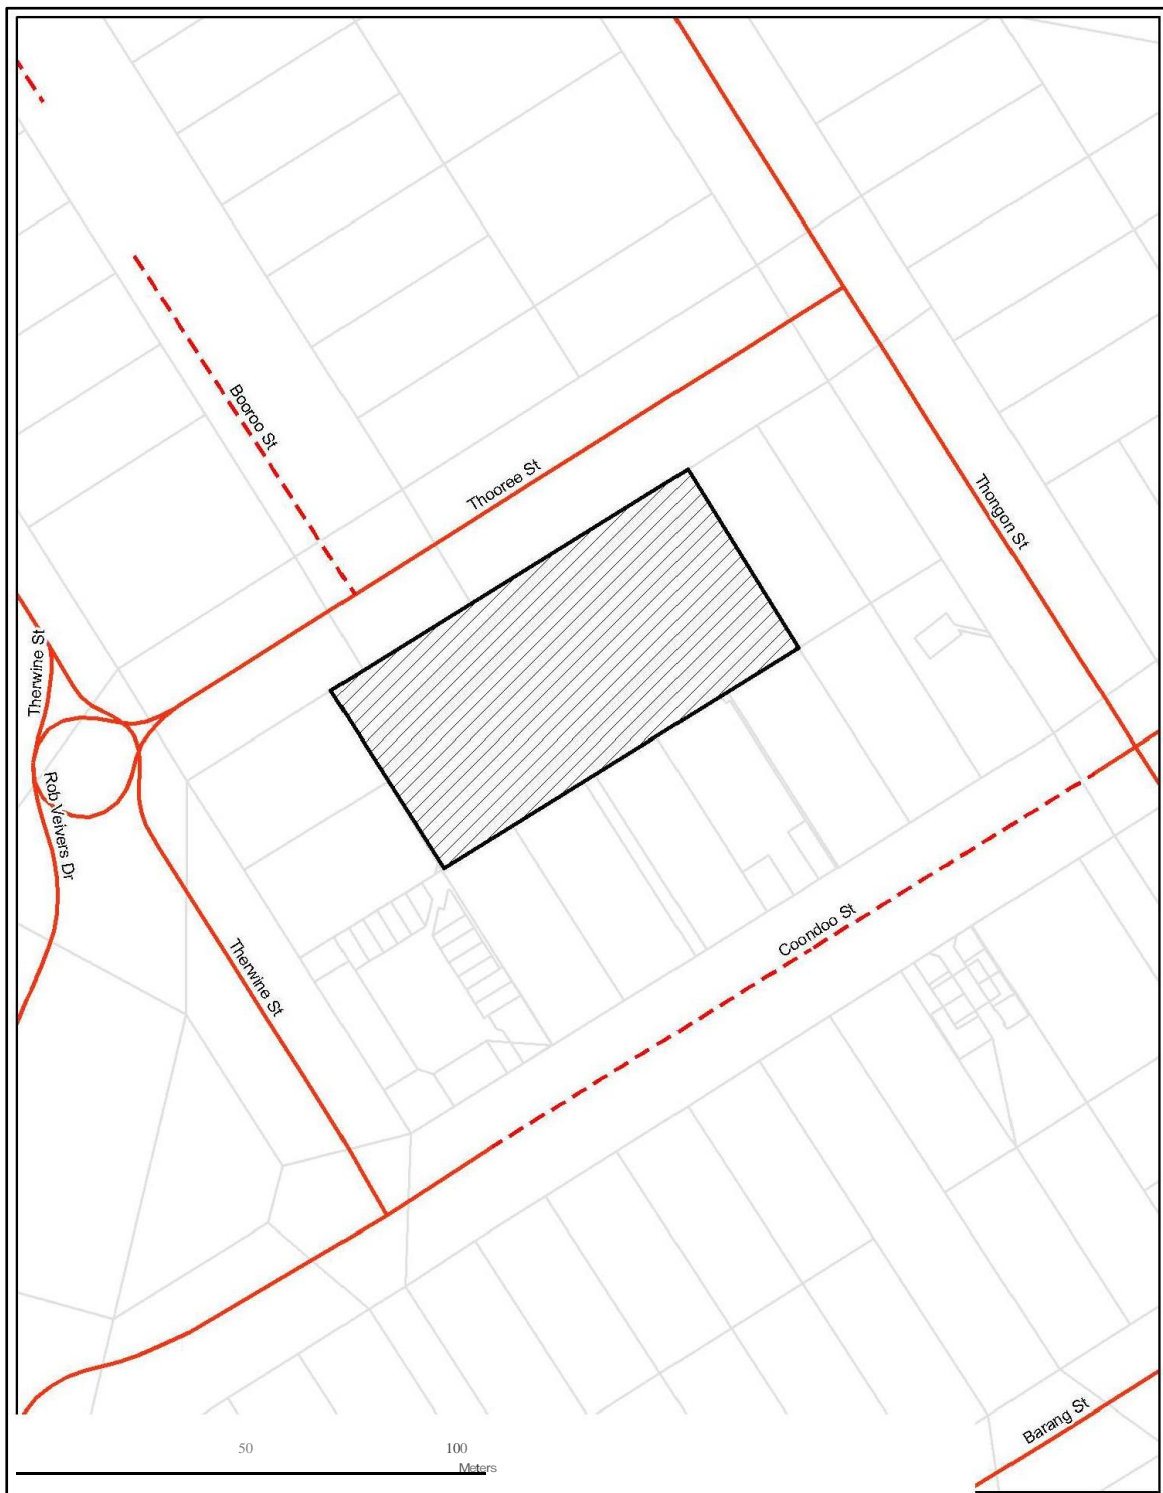 Booroo St
Thooree St
Thongon St
Therwine St
Rob Veivers Dr
Coondoo St
Therwine St
Barang St
50 100
Meters